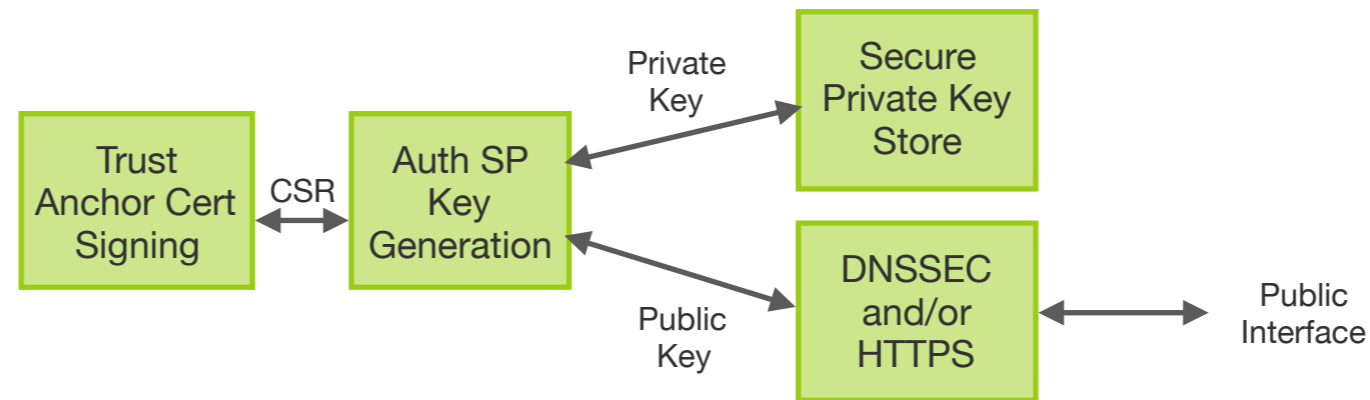 Trust
Anchor Cert
Signing
CSR
Auth SP
Key
Generation
Private
Key
Secure
Private Key
Store
Public
Key
DNSSEC
and/or
HTTPS
Public
Interface